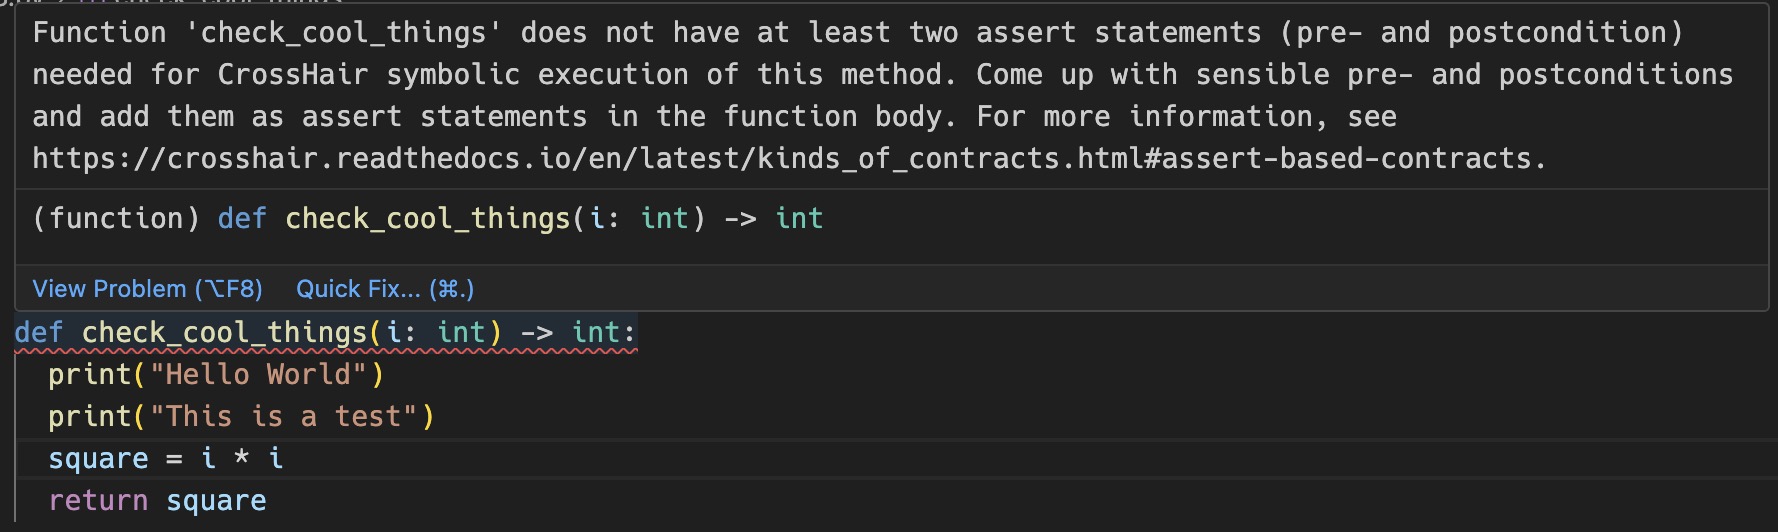 Function 'check_cool_things' does not have at least two assert statements (pre- and postcondition)
needed for CrossHair symbolic execution of this method. Come up with sensible pre- and postconditions
and add them as assert statements in the function body. For more information, see
https://crosshair.readthedocs.io/en/latest/kinds_of_contracts.html#assert-based-contracts.
(function) def check_cool_things(i: int) -> int
View Problem (⌥F8) Quick Fix... (⌘.)
def check_cool_things(i: int) -> int:
print("Hello World")
print("This is a test")
square = i * i
return square